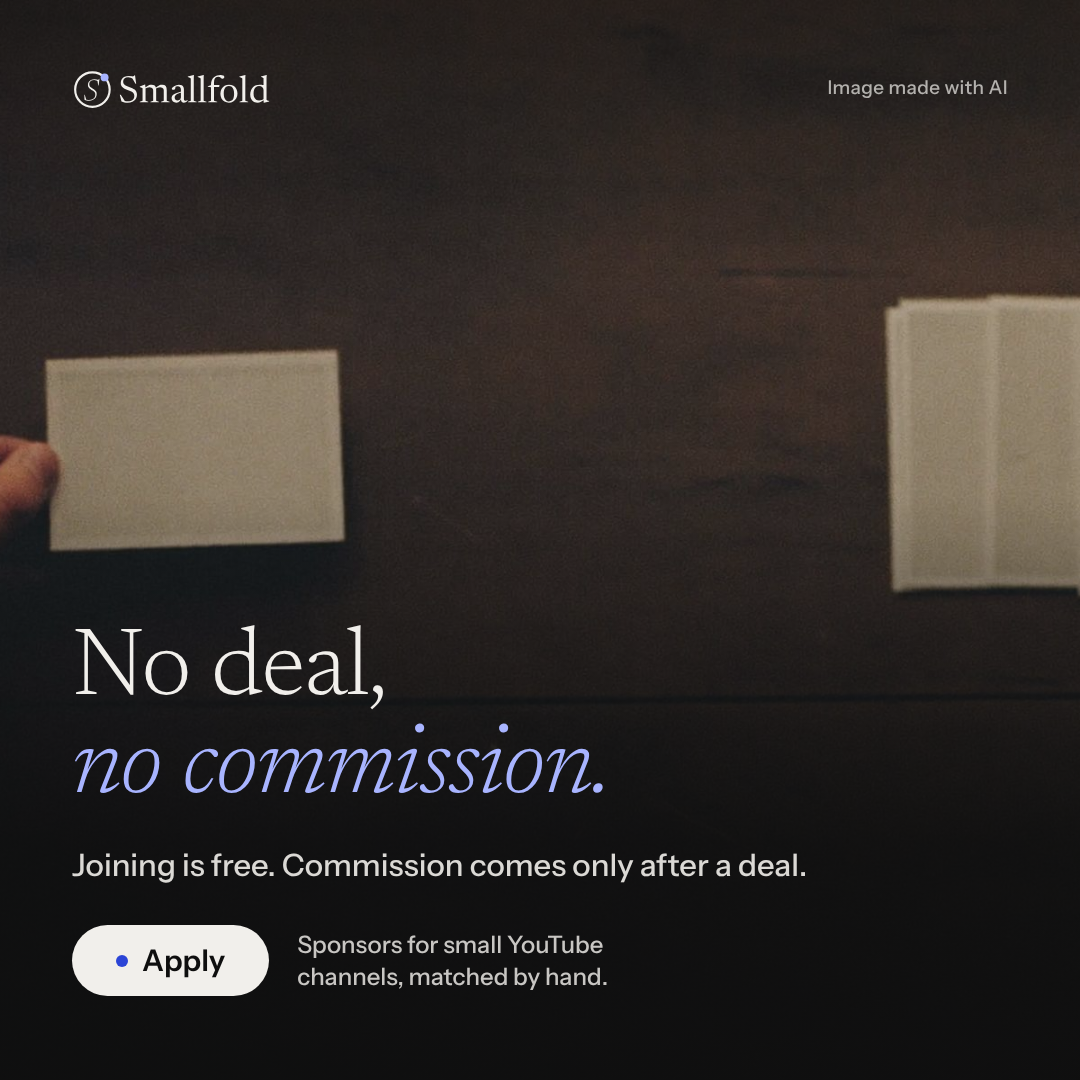 Smallfold
Image made with AI
No deal,
no commission.
Joining is free. Commission comes only after a deal.
Apply
Sponsors for small YouTube
channels, matched by hand.